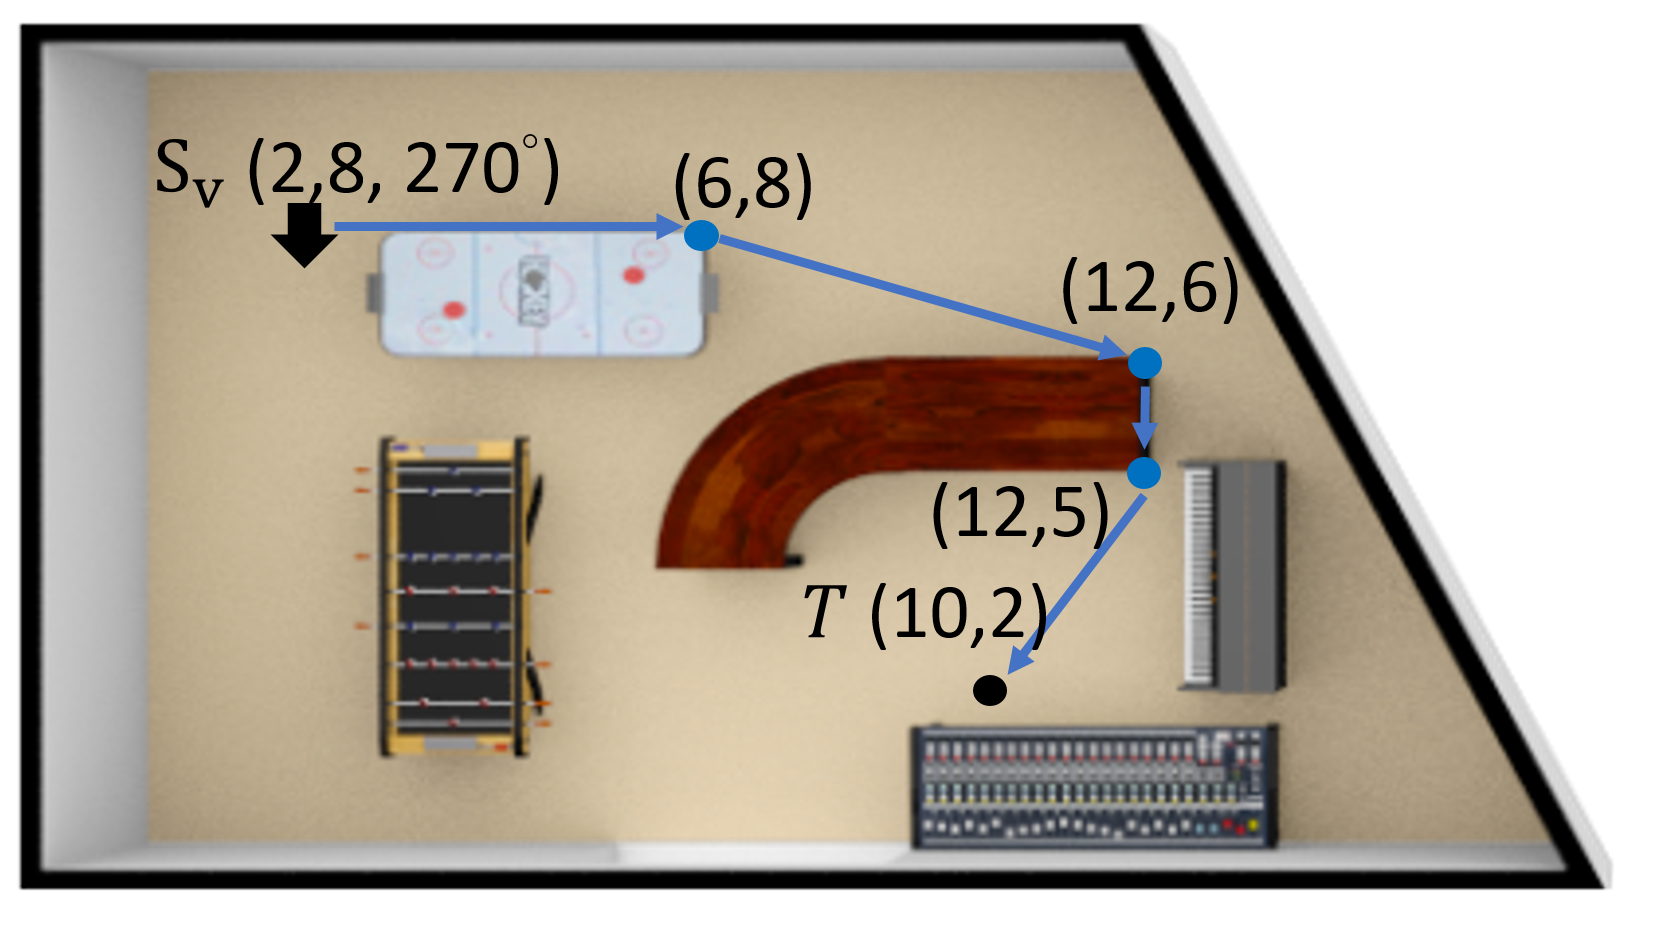 S_v (2,8, 270°)
(6,8)
(12,6)
(12,5)
T (10,2)